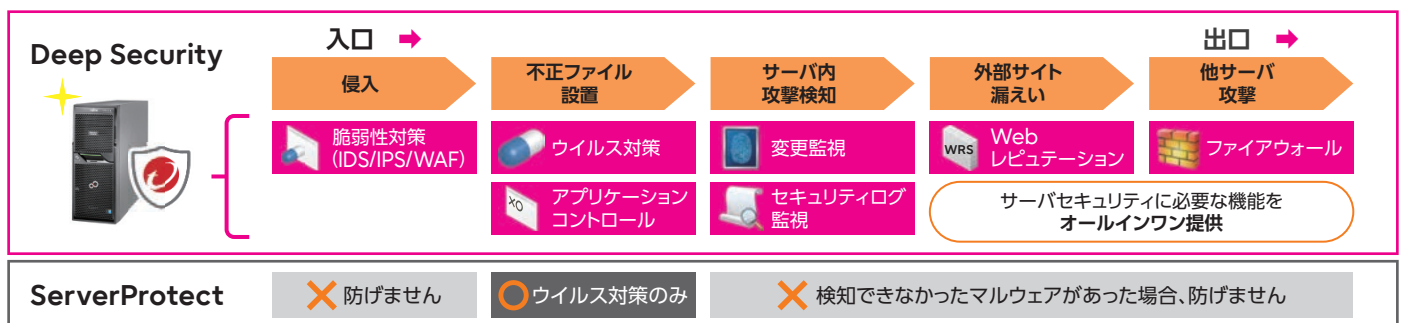 Deep Security
入口
出口
侵入
不正ファイル
設置
サーバ内
攻撃検知
外部サイト
漏えい
他サーバ
攻撃
脆弱性対策
(IDS/IPS/WAF)
ウイルス対策
変更監視
WRS
Web
レピュテーション
ファイアウォール
XO
アプリケーション
コントロール
セキュリティログ
監視
サーバセキュリティに必要な機能を
オールインワン提供
ServerProtect
防げません
ウイルス対策のみ
検知できなかったマルウェアがあった場合、防げません